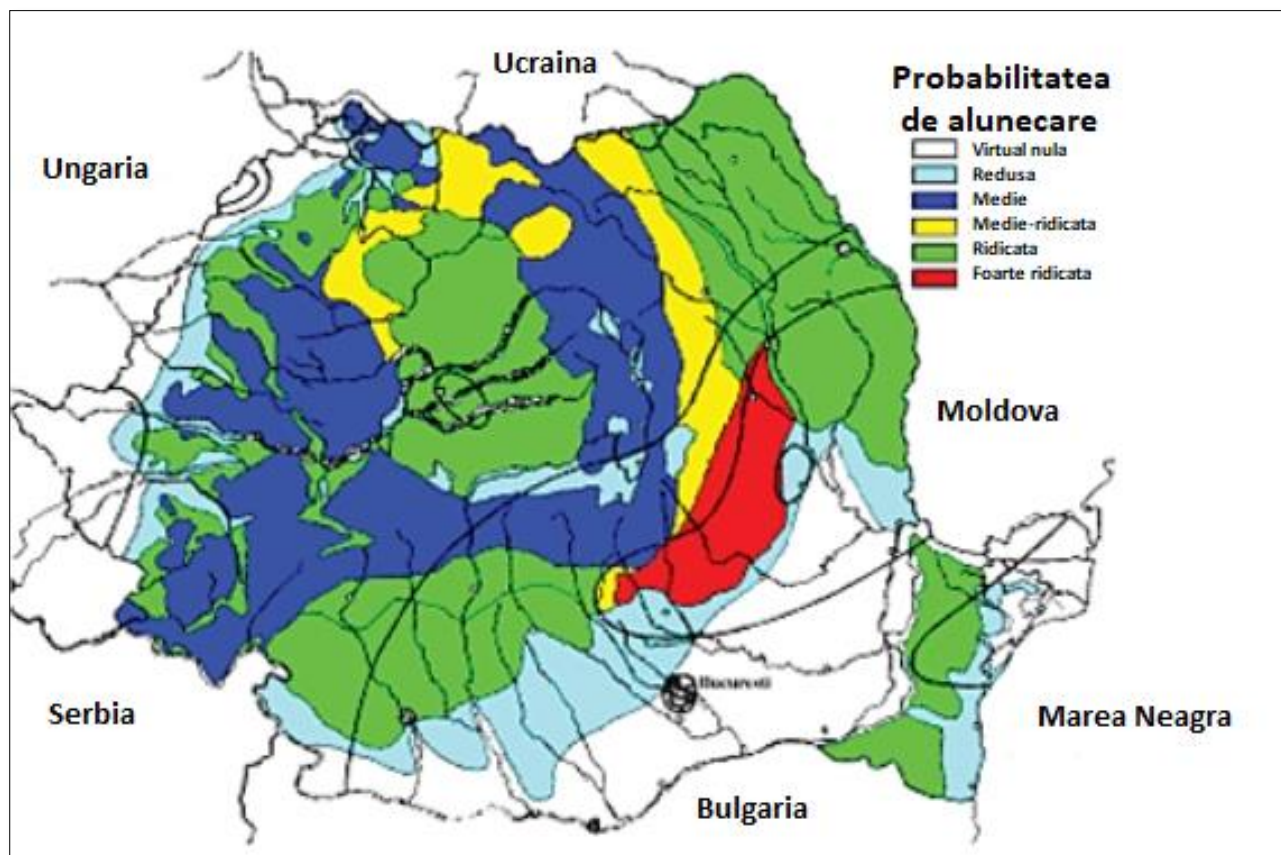 Ucraina
Ungaria
Probabilitatea
de alunecare
Virtual nula
Redusa
Medie
Medie-ridicata
Ridicata
Foarte ridicata
Moldova
Bucuresti
Serbia
Marea Neagra
Bulgaria